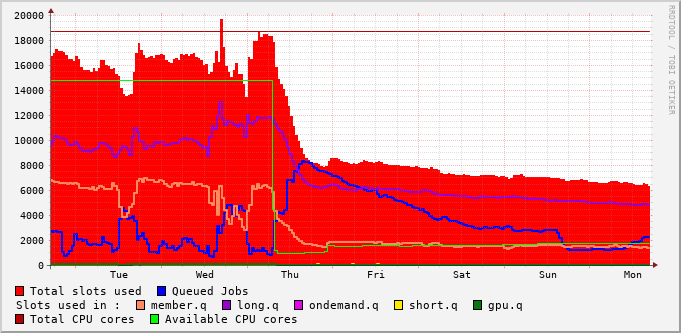 RRDTOOL / TOBI OETIKER
20000
18000
16000
14000
12000
10000
8000
6000
4000
2000
0
Tue Wed Thu Fri Sat Sun Mon
Total slots used Queued Jobs
Slots used in : member.q long.q ondemand.q short.q gpu.q
Total CPU cores Available CPU cores